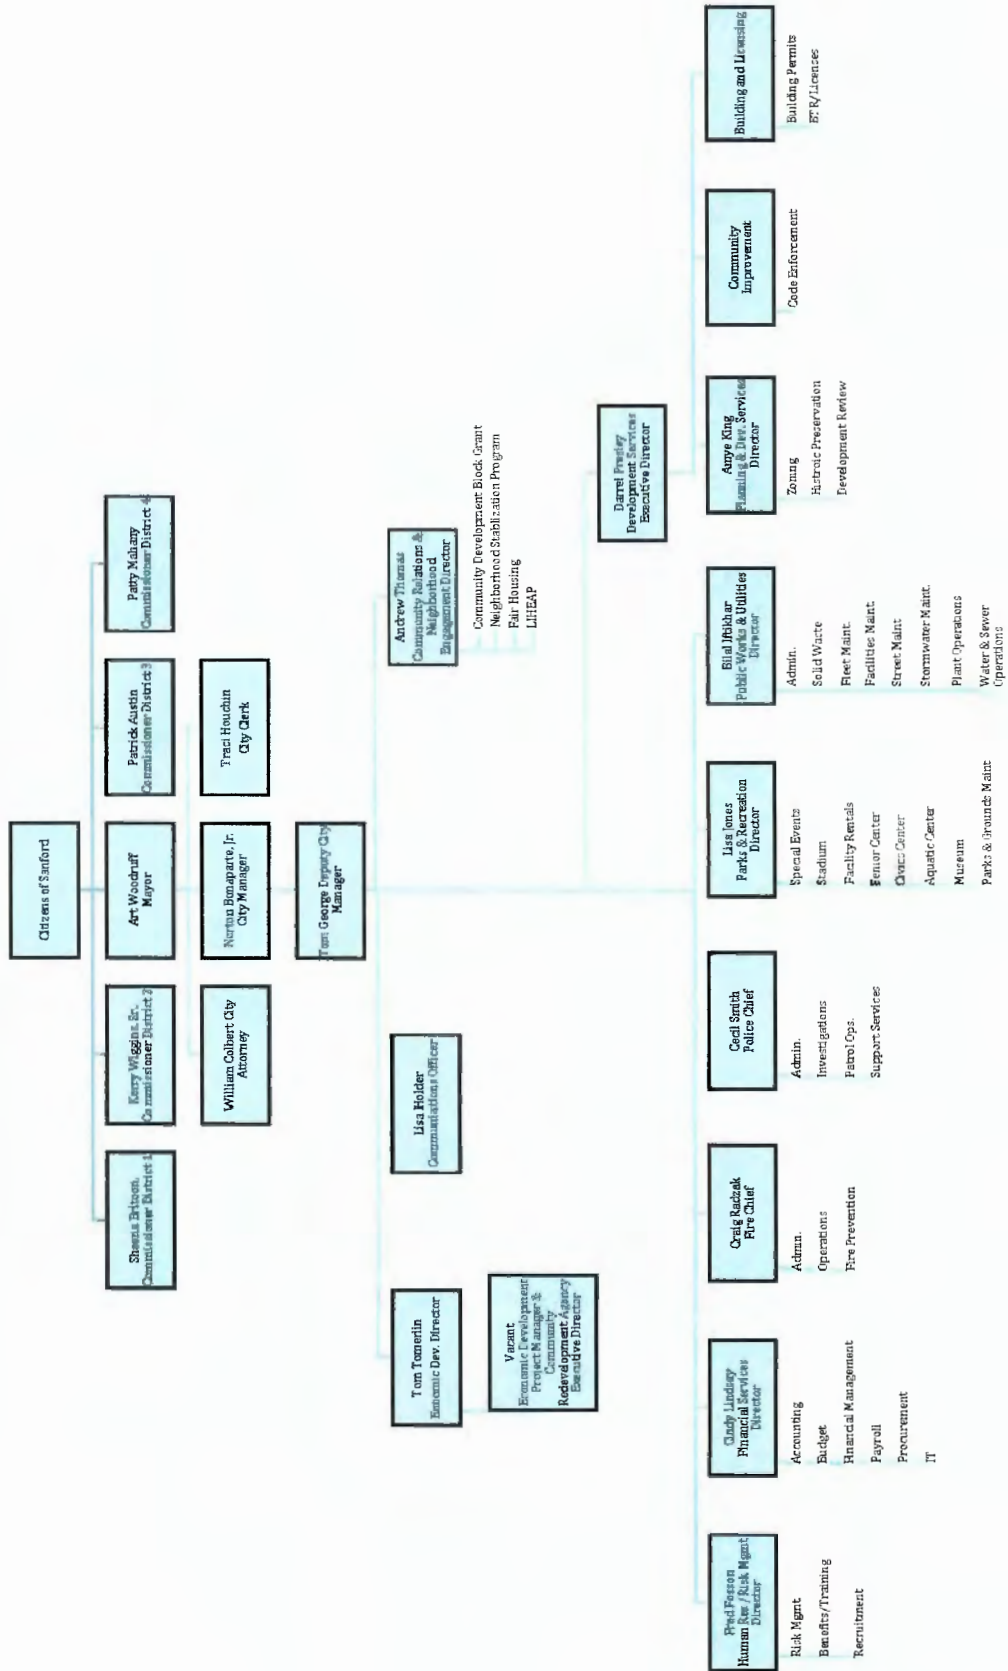 Citizens of Sanford
Sheena Britton,
Commissioner District 1
Kerry Wiggins, Sr.
Commissioner District 2
Art Woodruff
Mayor
Patrick Austin
Commissioner District 3
Patty Mahany
Commissioner District 4
William Colbert City
Attorney
Norton Bonaparte, Jr.
City Manager
Traci Houchin
City Clerk
Tom George Deputy City
Manager
Tom Tomerlin
Enonomic Dev. Director
Vacant
Economic Development
Project Manager &
Community
Redevelopment Agency
Executive Director
Lisa Holder
Communiations Officer
Andrew Thomas
Community Relations &
Neighborhood
Engagement Director
Community Development Block Grant
Neighborhood Stablization Program
Fair Housing
LIHEAP
Darrel Presley
Development Services
Executive Director
Fred Fosson
Human Res / Risk Mgmt
Director
Risk Mgmt
Benefits/Training
Recruitment
Cindy Lindsay
Financial Services
Director
Accounting
Budget
Financial Management
Payroll
Procurement
IT
Craig Radzak
Fire Chief
Admin.
Operations
Fire Prevention
Cecil Smith
Police Chief
Admin.
Investigations
Patrol Ops.
Support Services
Lisa Jones
Parks & Recreation
Director
Special Events
Stadium
Facility Rentals
Senior Center
Civics Center
Aquatic Center
Museum
Parks & Grounds Maint
Bilal Iftikhar
Public Works & Utilities
Director
Admin.
Solid Waste
Fleet Maint.
Facilities Maint.
Street Maint
Stormwater Maint.
Plant Operations
Water & Sewer
Operations
Amye King
Planning & Dev. Services
Director
Zoning
Histroic Preservation
Development Review
Community
Improvement
Code Enforcement
Building and Licensing
Building Permits
BTR/Licenses